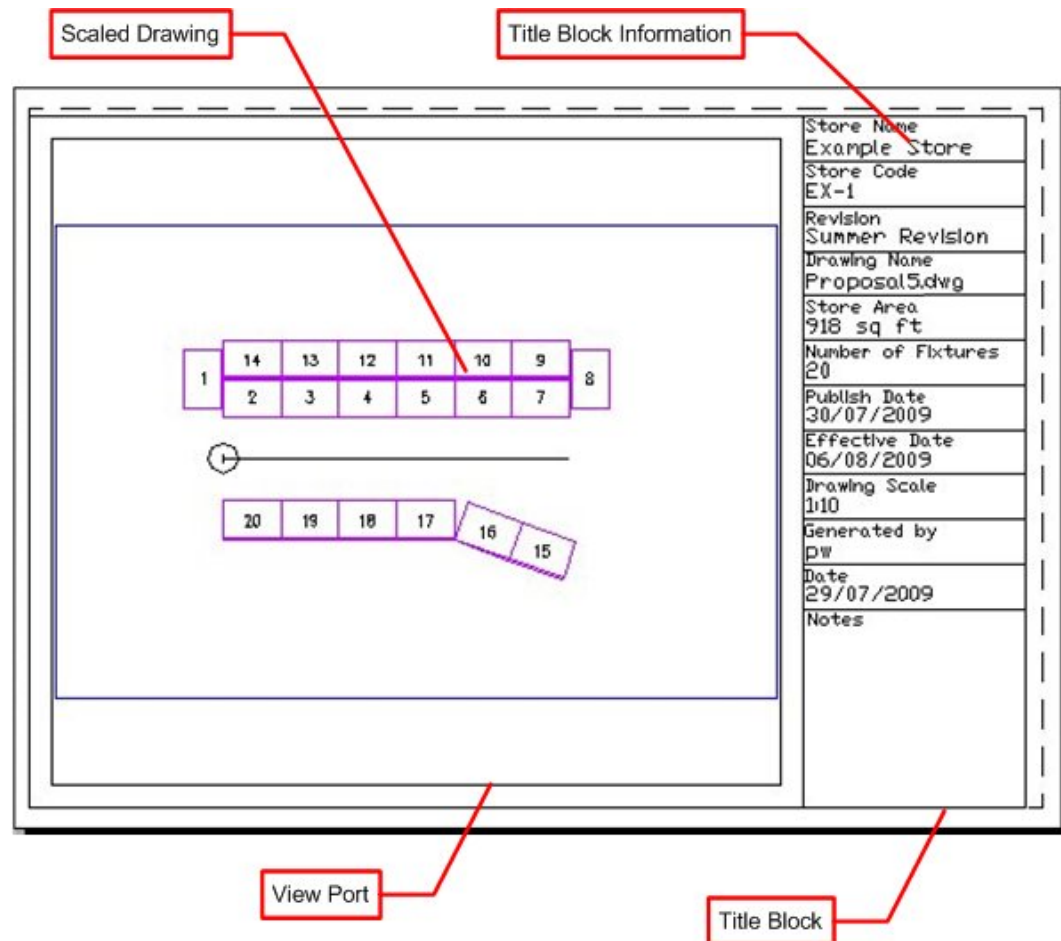 Scaled Drawing
Title Block Information
Store Name
Example Store
Store Code
EX-1
Revision
Summer Revision
Drawing Name
Proposal5.dwg
Store Area
918 sq ft
Number of Fixtures
20
Publish Date
30/07/2009
Effective Date
06/08/2009
Drawing Scale
1:10
Generated by
pw
Date
29/07/2009
Notes
14 13 12 11 10 9
1 8
2 3 4 5 6 7
20 19 18 17 16 15
View Port
Title Block